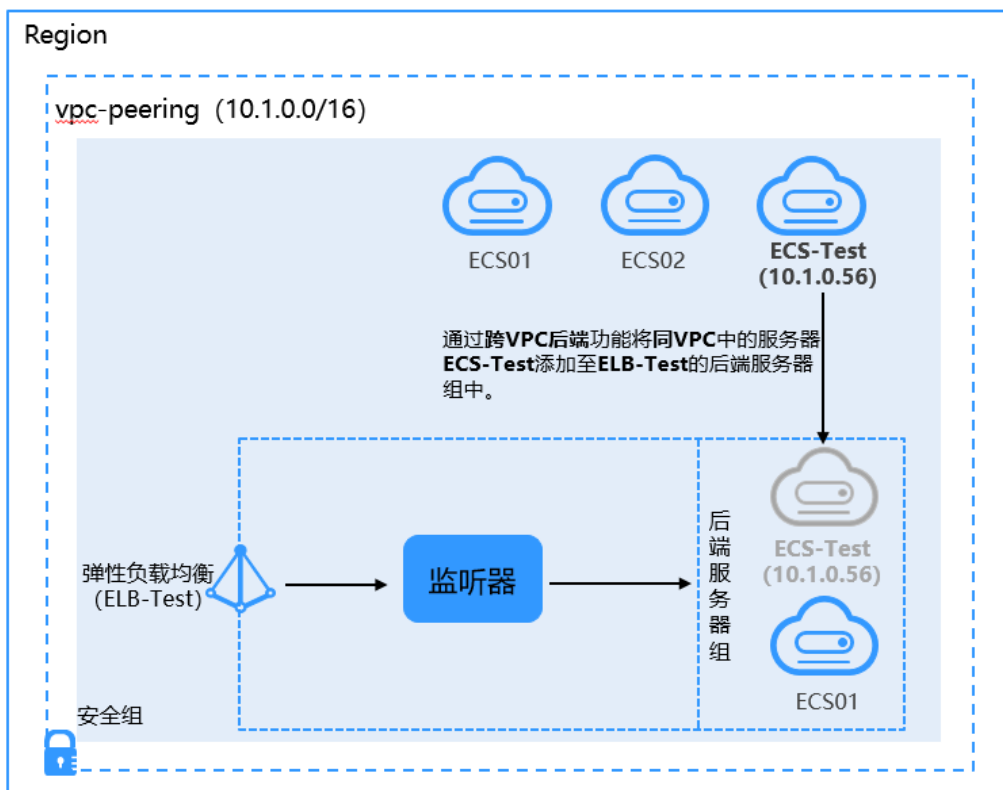 Region
vpc-peering（10.1.0.0/16）
ECS01
ECS02
ECS-Test
(10.1.0.56)
通过跨VPC后端功能将同VPC中的服务器
ECS-Test添加至ELB-Test的后端服务器
组中。
弹性负载均衡
(ELB-Test)
监听器
后端服务器组
ECS-Test
(10.1.0.56)
ECS01
安全组